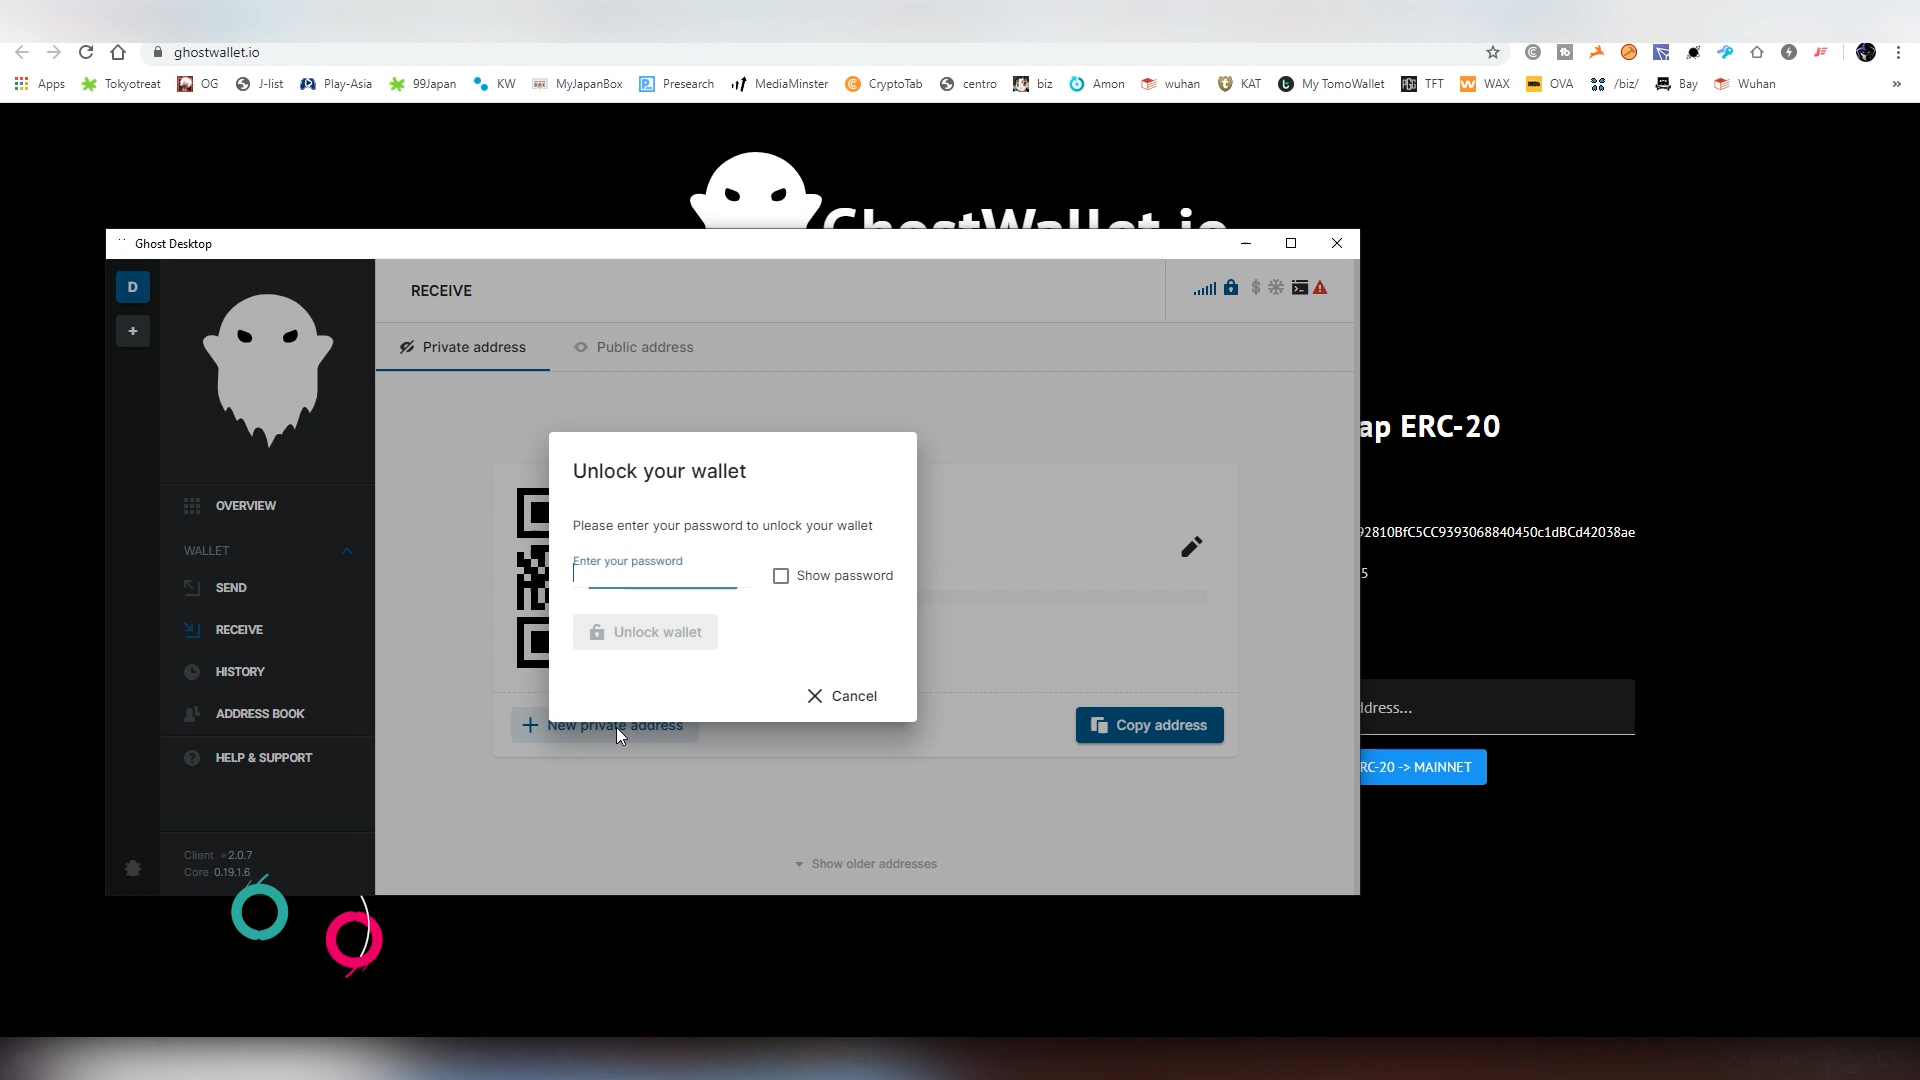 ghostwallet.io
Apps Tokyotreat OG J-list Play-Asia 99Japan KW MyJapanBox Presearch MediaMinster CryptoTab centro biz Amon wuhan KAT My TomoWallet TFT WAX OVA /biz/ Bay Wuhan »
GhostWallet.io
Ghost Desktop
D
+
RECEIVE
Private address Public address
ap ERC-20
Unlock your wallet
Please enter your password to unlock your wallet
Enter your password
Show password
Unlock wallet
Cancel
OVERVIEW
WALLET
SEND
RECEIVE
HISTORY
ADDRESS BOOK
HELP & SUPPORT
92810BfC5CC9393068840450c1dBCd42038ae
5
New private address
Copy address
ldress...
RC-20 -> MAINNET
Show older addresses
Client 2.0.7
Core 0.19.1.6